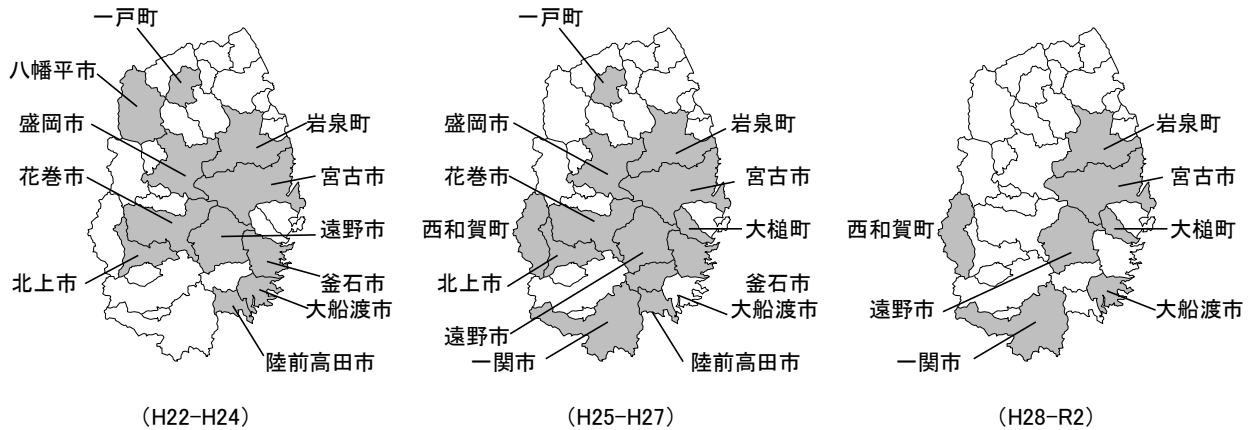 一戸町
八幡平市
盛岡市
岩泉町
花巻市
宮古市
遠野市
北上市
釜石市
大船渡市
陸前高田市
（H22-H24）
一戸町
盛岡市
岩泉町
花巻市
宮古市
西和賀町
大槌町
北上市
釜石市
大船渡市
遠野市
一関市
陸前高田市
（H25-H27）
岩泉町
宮古市
西和賀町
大槌町
遠野市
大船渡市
一関市
（H28-R2）